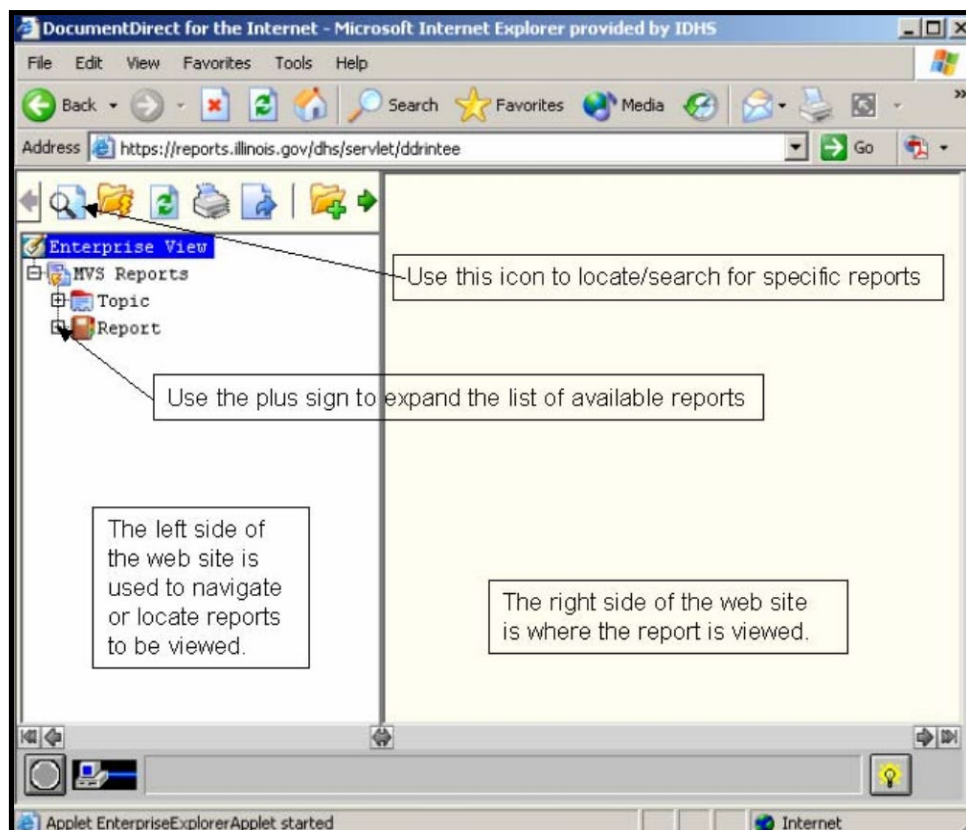 DocumentDirect for the Internet - Microsoft Internet Explorer provided by IDHS
File Edit View Favorites Tools Help
Back Search Favorites Media
Address https://reports.illinois.gov/dhs/servlet/ddrintee Go
Enterprise View
MVS Reports
Topic
Report
Use this icon to locate/search for specific reports
Use the plus sign to expand the list of available reports
The left side of
the web site is
used to navigate
or locate reports
to be viewed.
The right side of the web site
is where the report is viewed.
Applet EnterpriseExplorerApplet started Internet